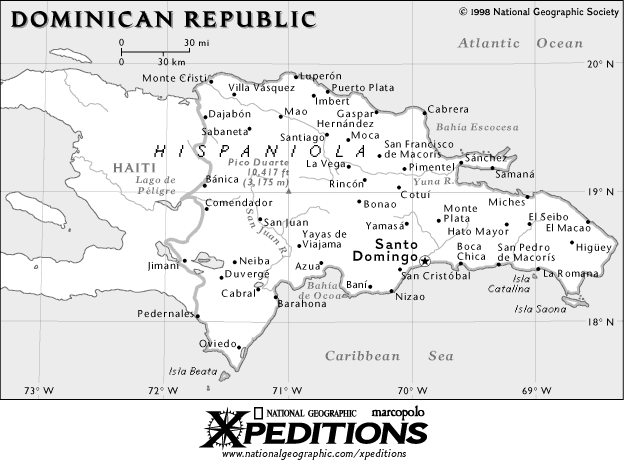 DOMINICAN REPUBLIC
© 1998 National Geographic Society
0 30 mi
0 30 km
Atlantic Ocean
20°N
Monte Cristi
Luperón
Villa Vásquez
Puerto Plata
Imbert
Dajabón
Mao
Gaspar
Hernández
Cabrera
Sabaneta
Santiago
Moca
Bahía Escocesa
HISPANIOLA
San Francisco
de Macorís
Sánchez
HAITI
Pico Duarte
10,417 ft
(3,175 m)
La Vega
Pimentel
Samaná
Lago de
Péligre
Bánica
Rincón
Yuna R.
19°N
Comendador
Cotuí
Bonao
Miches
San Juan
San Juan R.
Monte
Plata
El Seibo
Yamasá
Hato Mayor
El Macao
Yayas de
Viajama
Santo
Domingo
Boca
Chica
San Pedro
de Macorís
Higüey
Jimani
Neiba
Azua
Duvergé
San Cristóbal
La Romana
Cabral
Bahía
de Ocoa
Baní
Nizao
Isla
Catalina
Barahona
Isla Saona
Pedernales
18°N
Oviedo
Isla Beata
Caribbean Sea
73°W 72°W 71°W 70°W 69°W
NATIONAL GEOGRAPHIC marcopolo
XPEDITIONS
www.nationalgeographic.com/xpeditions